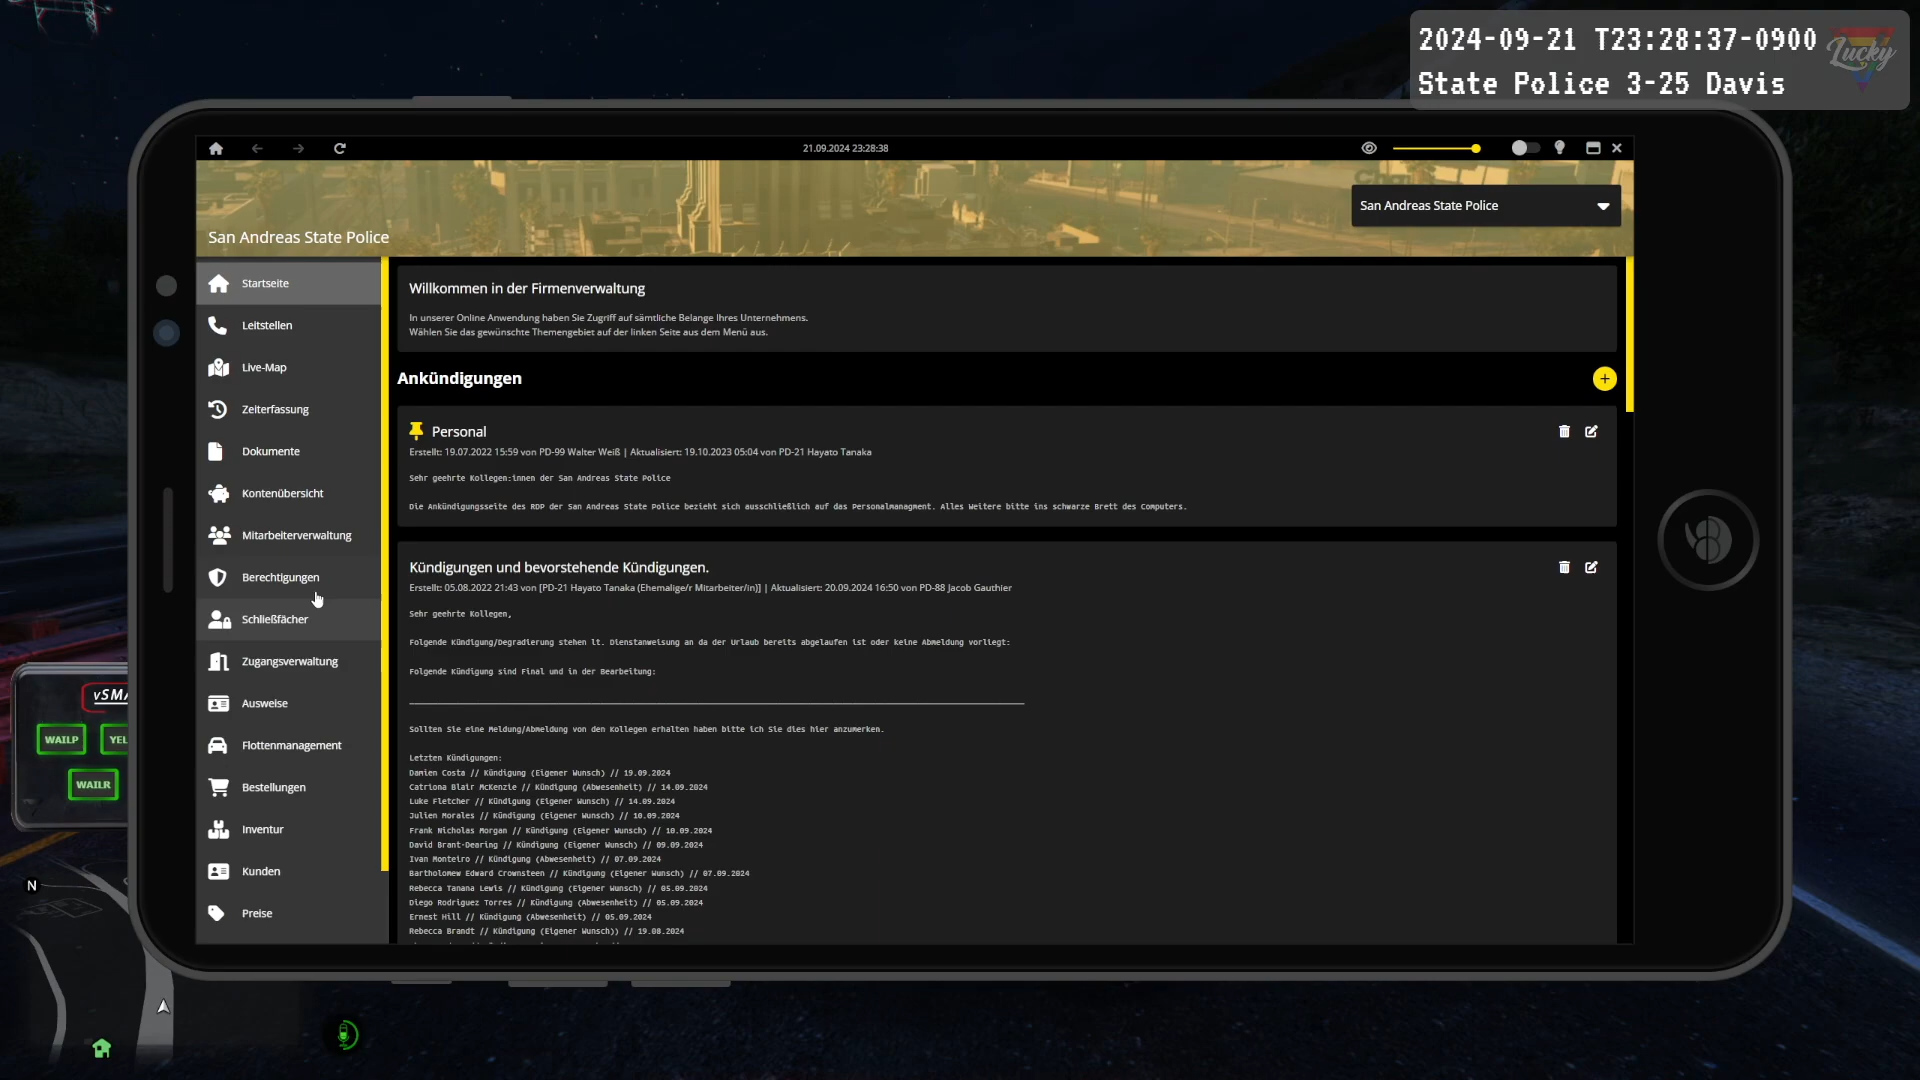 2024-09-21 T23:28:37-0900
State Police 3-25 Davis
Lucky
21.09.2024 23:28:38
San Andreas State Police
San Andreas State Police
Startseite
Leitstellen
Live-Map
Zeiterfassung
Dokumente
Kontenübersicht
Mitarbeiterverwaltung
Berechtigungen
Schließfächer
Zugangsverwaltung
Ausweise
Flottenmanagement
Bestellungen
Inventur
Kunden
Preise
Willkommen in der Firmenverwaltung
In unserer Online Anwendung haben Sie Zugriff auf sämtliche Belange Ihres Unternehmens.
Wählen Sie das gewünschte Themengebiet auf der linken Seite aus dem Menü aus.
Ankündigungen
Personal
Erstellt: 19.07.2022 15:59 von PD-99 Walter Weiß | Aktualisiert: 19.10.2023 05:04 von PD-21 Hayato Tanaka
Sehr geehrte Kollegen:innen der San Andreas State Police
Die Ankündigungsseite des RDP der San Andreas State Police bezieht sich ausschließlich auf das Personalmanagment. Alles Weitere bitte ins schwarze Brett des Computers.
Kündigungen und bevorstehende Kündigungen.
Erstellt: 05.08.2022 21:43 von [PD-21 Hayato Tanaka (Ehemalige/r Mitarbeiter/in)] | Aktualisiert: 20.09.2024 16:50 von PD-88 Jacob Gauthier
Sehr geehrte Kollegen,
Folgende Kündigung/Degradierung stehen lt. Dienstanweisung an da der Urlaub bereits abgelaufen ist oder keine Abmeldung vorliegt:
Folgende Kündigung sind Final und in der Bearbeitung:
Sollten Sie eine Meldung/Abmeldung von den Kollegen erhalten haben bitte ich Sie dies hier anzumerken.
Letzten Kündigungen:
Damien Costa // Kündigung (Eigener Wunsch) // 19.09.2024
Catriona Blair McKenzie // Kündigung (Abwesenheit) // 14.09.2024
Luke Fletcher // Kündigung (Eigener Wunsch) // 14.09.2024
Julien Morales // Kündigung (Eigener Wunsch) // 10.09.2024
Frank Nicholas Morgan // Kündigung (Eigener Wunsch) // 10.09.2024
David Brant-Dearing // Kündigung (Eigener Wunsch) // 09.09.2024
Ivan Monteiro // Kündigung (Abwesenheit) // 07.09.2024
Bartholomew Edward Crownsteen // Kündigung (Eigener Wunsch) // 07.09.2024
Rebecca Tanana Lewis // Kündigung (Eigener Wunsch) // 05.09.2024
Diego Rodriguez Torres // Kündigung (Abwesenheit) // 05.09.2024
Ernest Hill // Kündigung (Abwesenheit) // 05.09.2024
Rebecca Brandt // Kündigung (Eigener Wunsch)) // 19.08.2024
vSMA
WAILP
YEL
WAILR
N